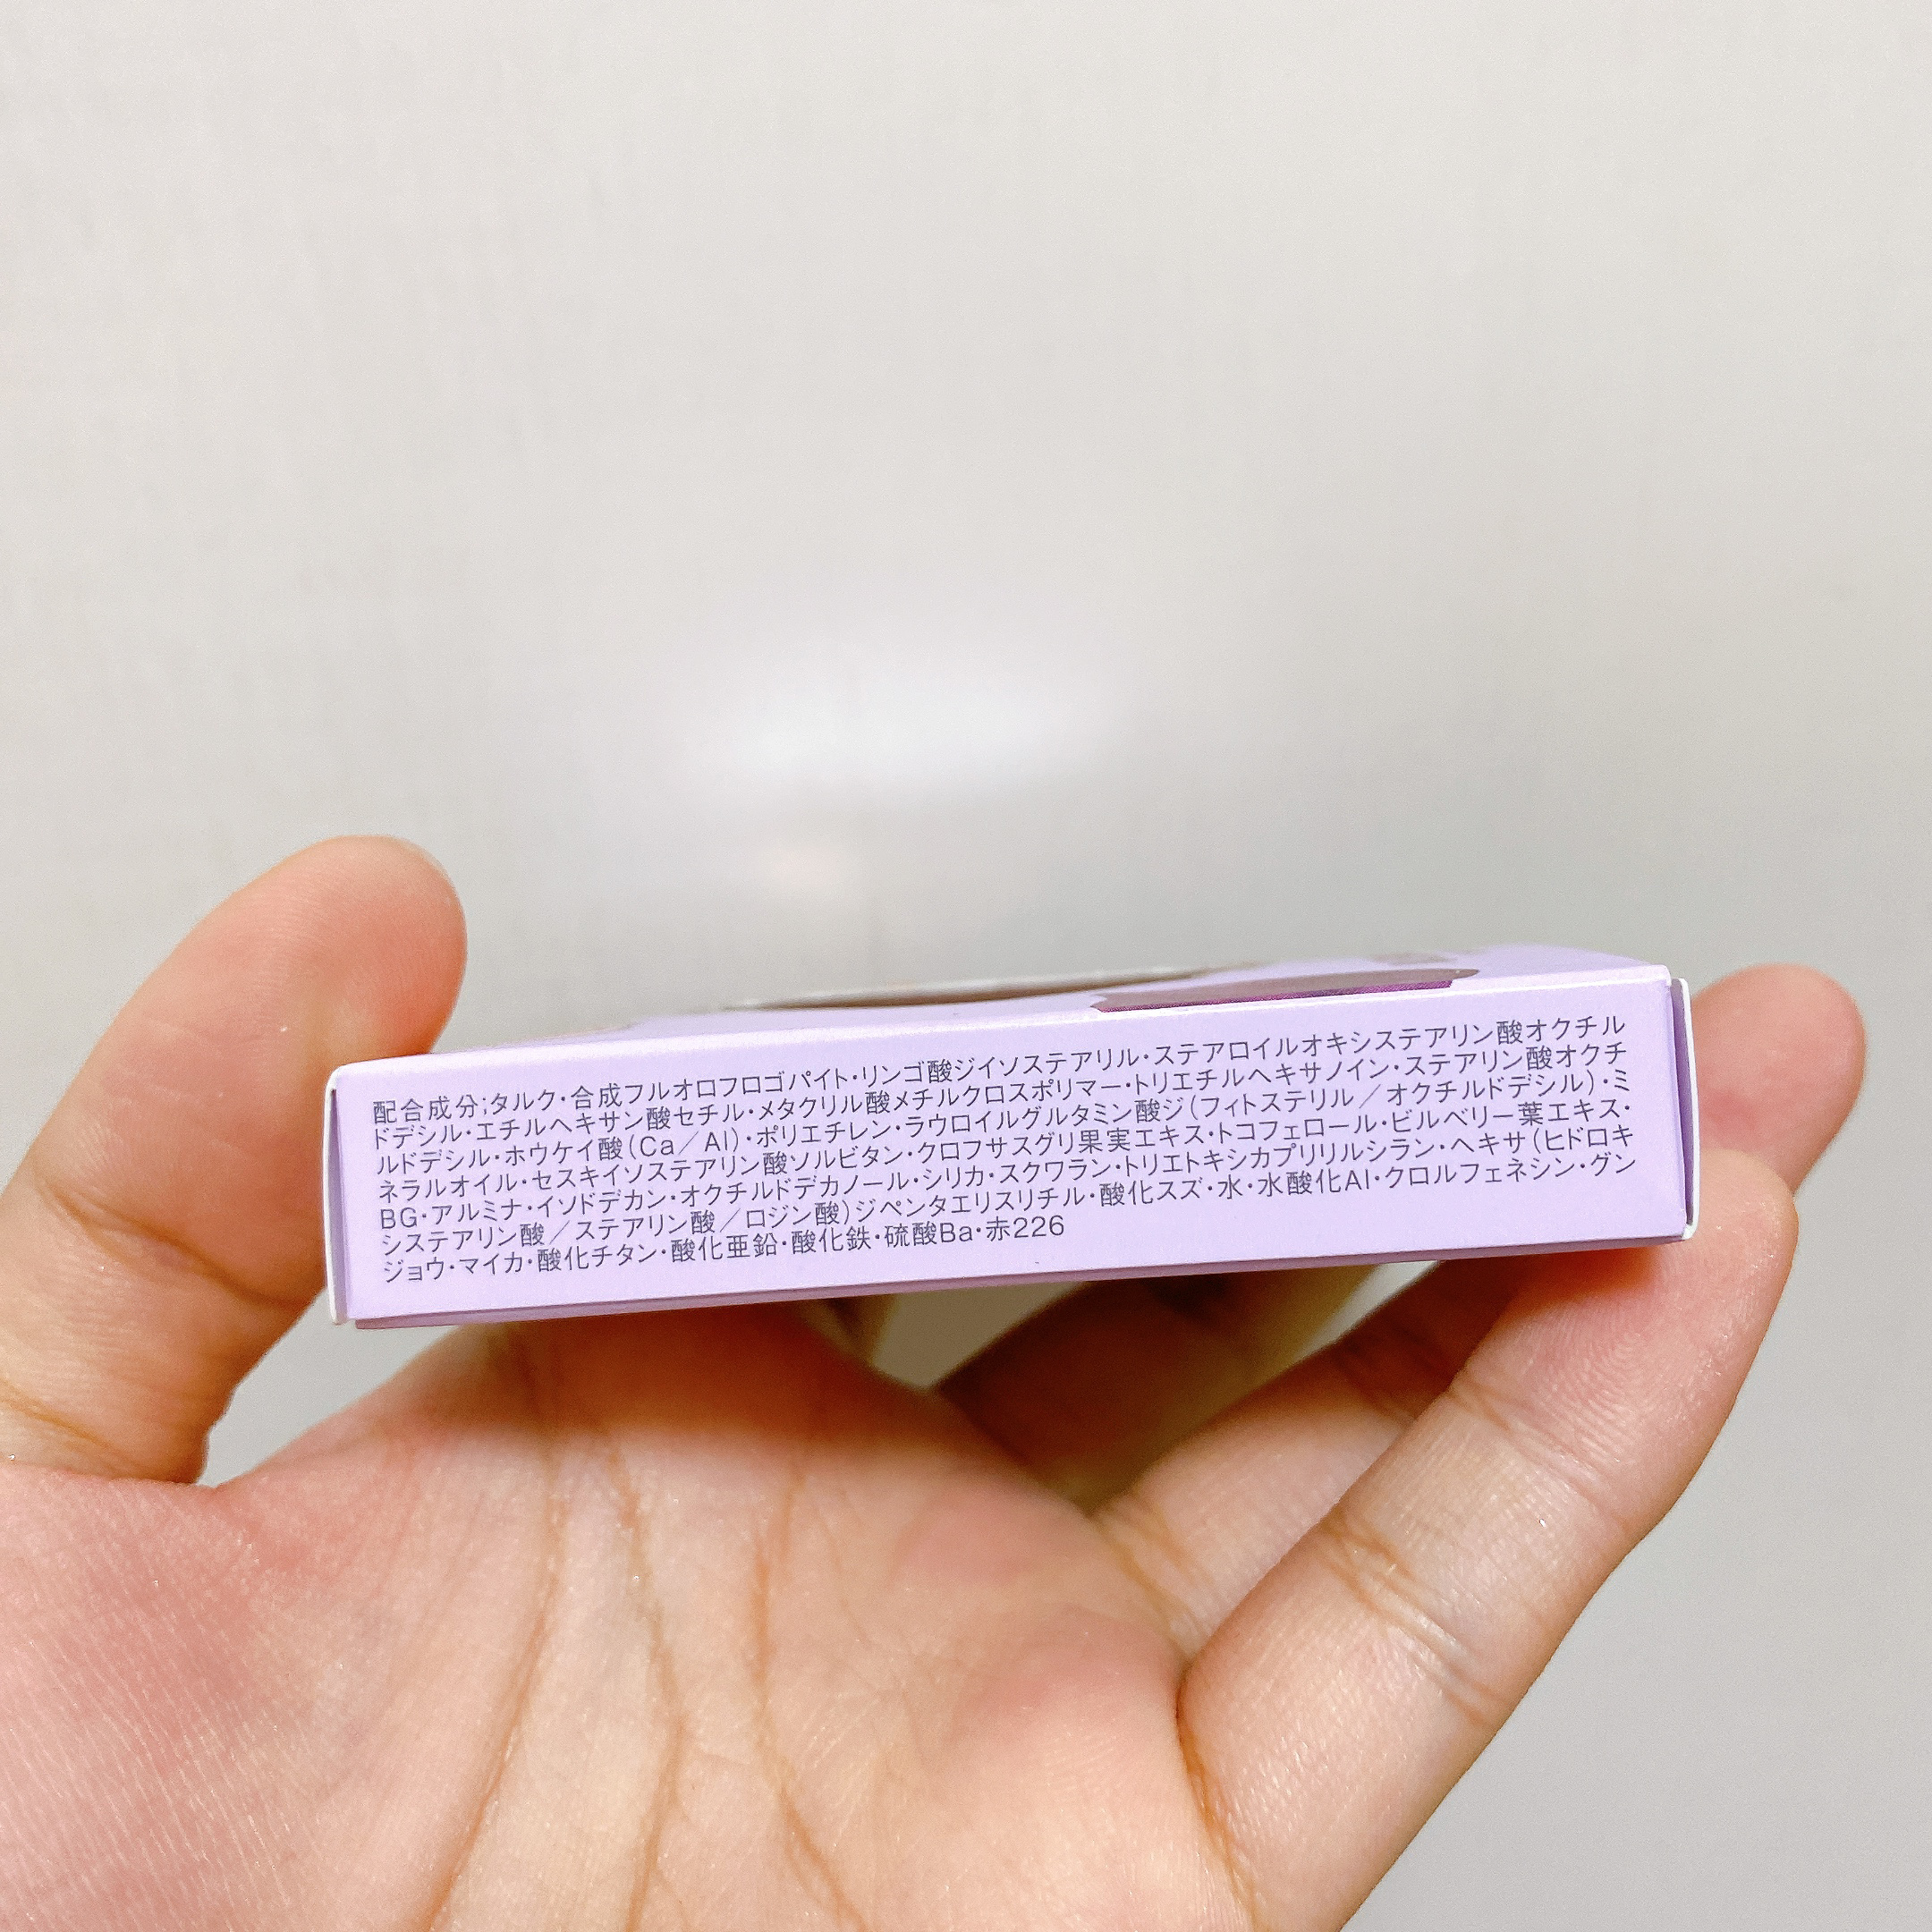 配合成分;タルク・合成フルオロフロゴパイト・リンゴ酸ジイソステアリル・ステアロイルオキシステアリン酸オクチル
ドデシル・エチルヘキサン酸セチル・メタクリル酸メチルクロスポリマー・トリエチルヘキサノイン・ステアリン酸オクチ
ルドデシル・ホウケイ酸(Ca/Al)・ポリエチレン・ラウロイルグルタミン酸ジ(フィトステリル/オクチルドデシル)・ミ
ネラルオイル・セスキイソステアリン酸ソルビタン・クロフサスグリ果実エキス・トコフェロール・ビルベリー葉エキス・
BG・アルミナ・イソドデカン・オクチルドデカノール・シリカ・スクワラン・トリエトキシカプリリルシラン・ヘキサ(ヒドロキ
システアリン酸/ステアリン酸/ロジン酸)ジペンタエリスリチル・酸化スズ・水・水酸化Al・クロルフェネシン・グン
ジョウ・マイカ・酸化チタン・酸化亜鉛・酸化鉄・硫酸Ba・赤226